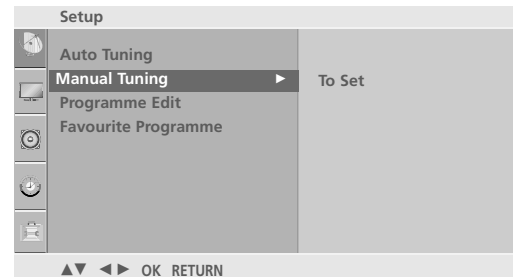 Setup
Auto Tuning
Manual Tuning ► To Set
Programme Edit
Favourite Programme
▲▼ ◄► OK RETURN